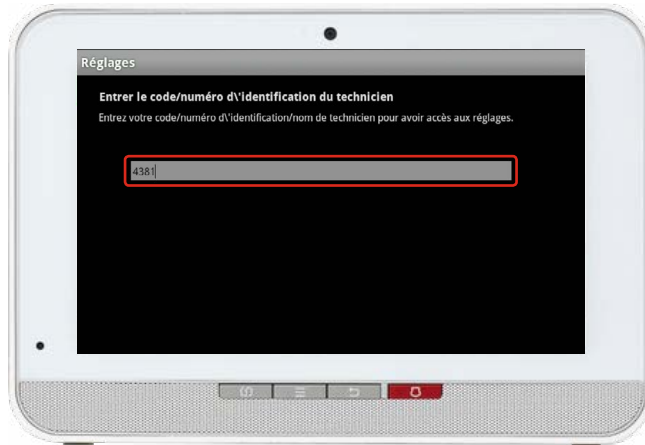 Réglages
Entrer le code/numéro d\'identification du technicien
Entrez votre code/numéro d\'identification/nom de technicien pour avoir accès aux réglages.
4381